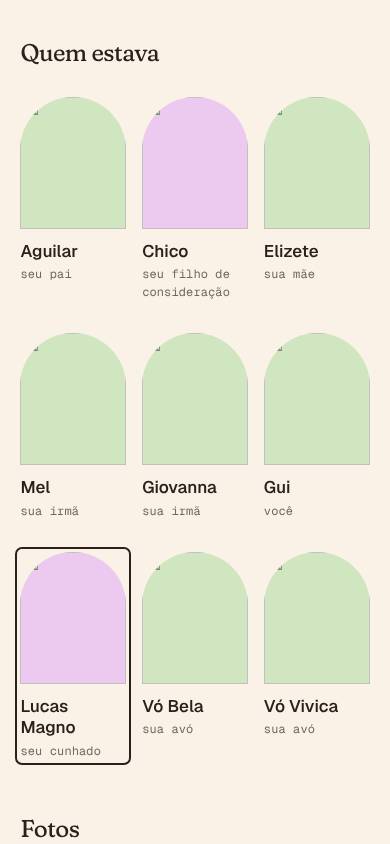 Quem estava
Aguilar
seu pai
Chico
seu filho de
consideração
Elizete
sua mãe
Mel
sua irmã
Giovanna
sua irmã
Gui
você
Lucas
Magno
seu cunhado
Vó Bela
sua avó
Vó Vivica
sua avó
Fotos